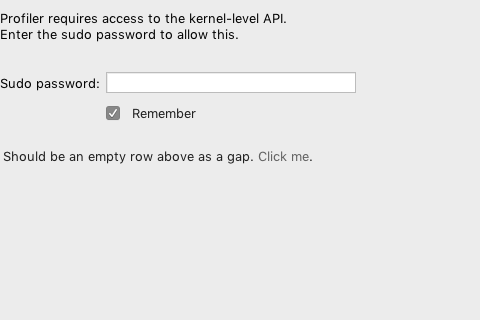 Profiler requires access to the kernel-level API.
Enter the sudo password to allow this.
Sudo password:
Remember
Should be an empty row above as a gap. Click me.